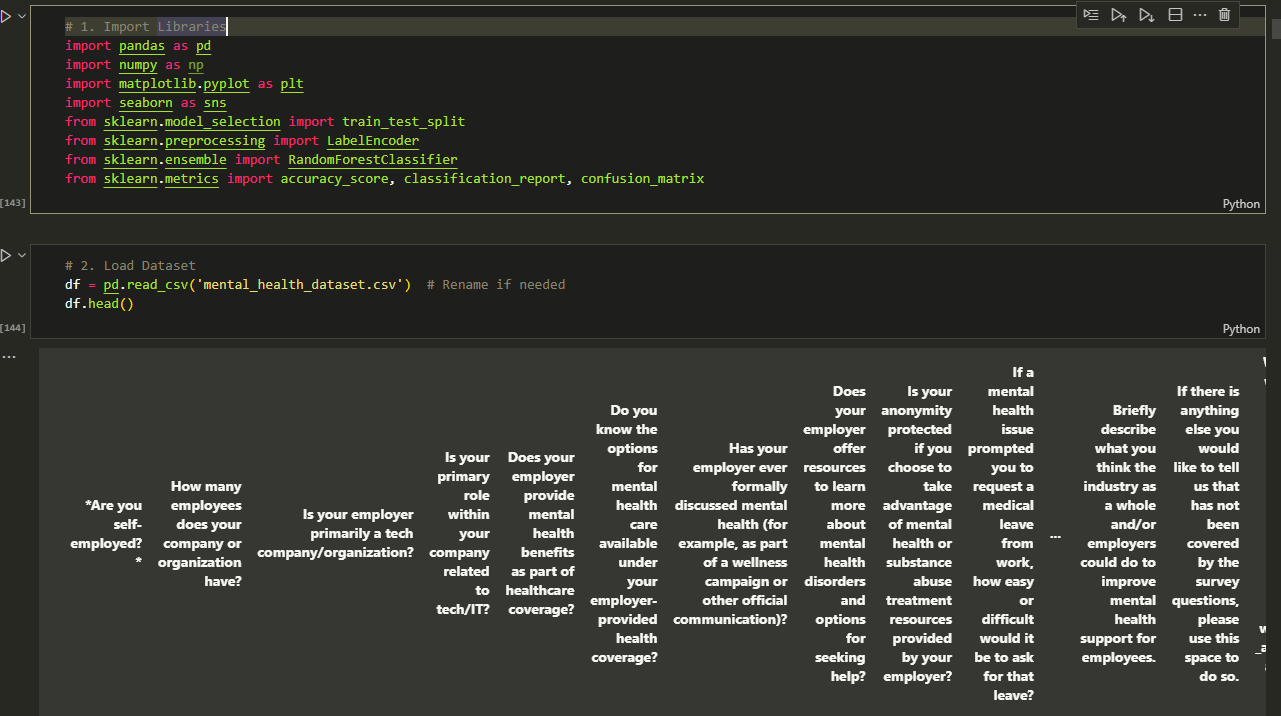 # 1. Import Libraries
import pandas as pd
import numpy as np
import matplotlib.pyplot as plt
import seaborn as sns
from sklearn.model_selection import train_test_split
from sklearn.preprocessing import LabelEncoder
from sklearn.ensemble import RandomForestClassifier
from sklearn.metrics import accuracy_score, classification_report, confusion_matrix
[143]
Python
# 2. Load Dataset
df = pd.read_csv('mental_health_dataset.csv')  # Rename if needed
df.head()
[144]
Python
...
*Are you
self-
employed?
*
How many
employees
does your
company or
organization
have?
Is your employer
primarily a tech
company/organization?
Is your
primary
role
within
your
company
related
to
tech/IT?
Does your
employer
provide
mental
health
benefits
as part of
healthcare
coverage?
Do you
know the
options
for
mental
health
care
available
under
your
employer-
provided
health
coverage?
Has your
employer ever
formally
discussed mental
health (for
example, as part
of a wellness
campaign or
other official
communication)?
Does
your
employer
offer
resources
to learn
more
about
mental
health
disorders
and
options
for
seeking
help?
Is your
anonymity
protected
if you
choose to
take
advantage
of mental
health or
substance
abuse
treatment
resources
provided
by your
employer?
If a
mental
health
issue
prompted
you to
request a
medical
leave
from
work,
how easy
or
difficult
would it
be to ask
for that
leave?
...
Briefly
describe
what you
think the
industry as
a whole
and/or
employers
could do to
improve
mental
health
support for
employees.
If there is
anything
else you
would
like to tell
us that
has not
been
covered
by the
survey
questions,
please
use this
space to
do so.